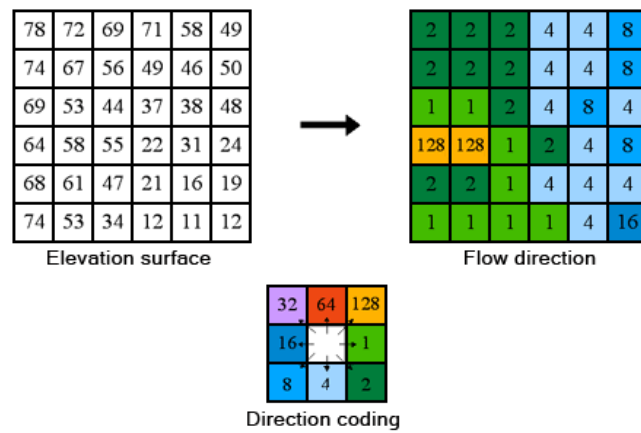 78 72 69 71 58 49 2 2 2 4 4 8
74 67 56 49 46 50 2 2 2 4 4 8
69 53 44 37 38 48 1 1 2 4 8 4
64 58 55 22 31 24 128 128 1 2 4 8
68 61 47 21 16 19 2 2 1 4 4 4
74 53 34 12 11 12 1 1 1 1 4 16
Elevation surface Flow direction
32 64 128
16 1
8 4 2
Direction coding